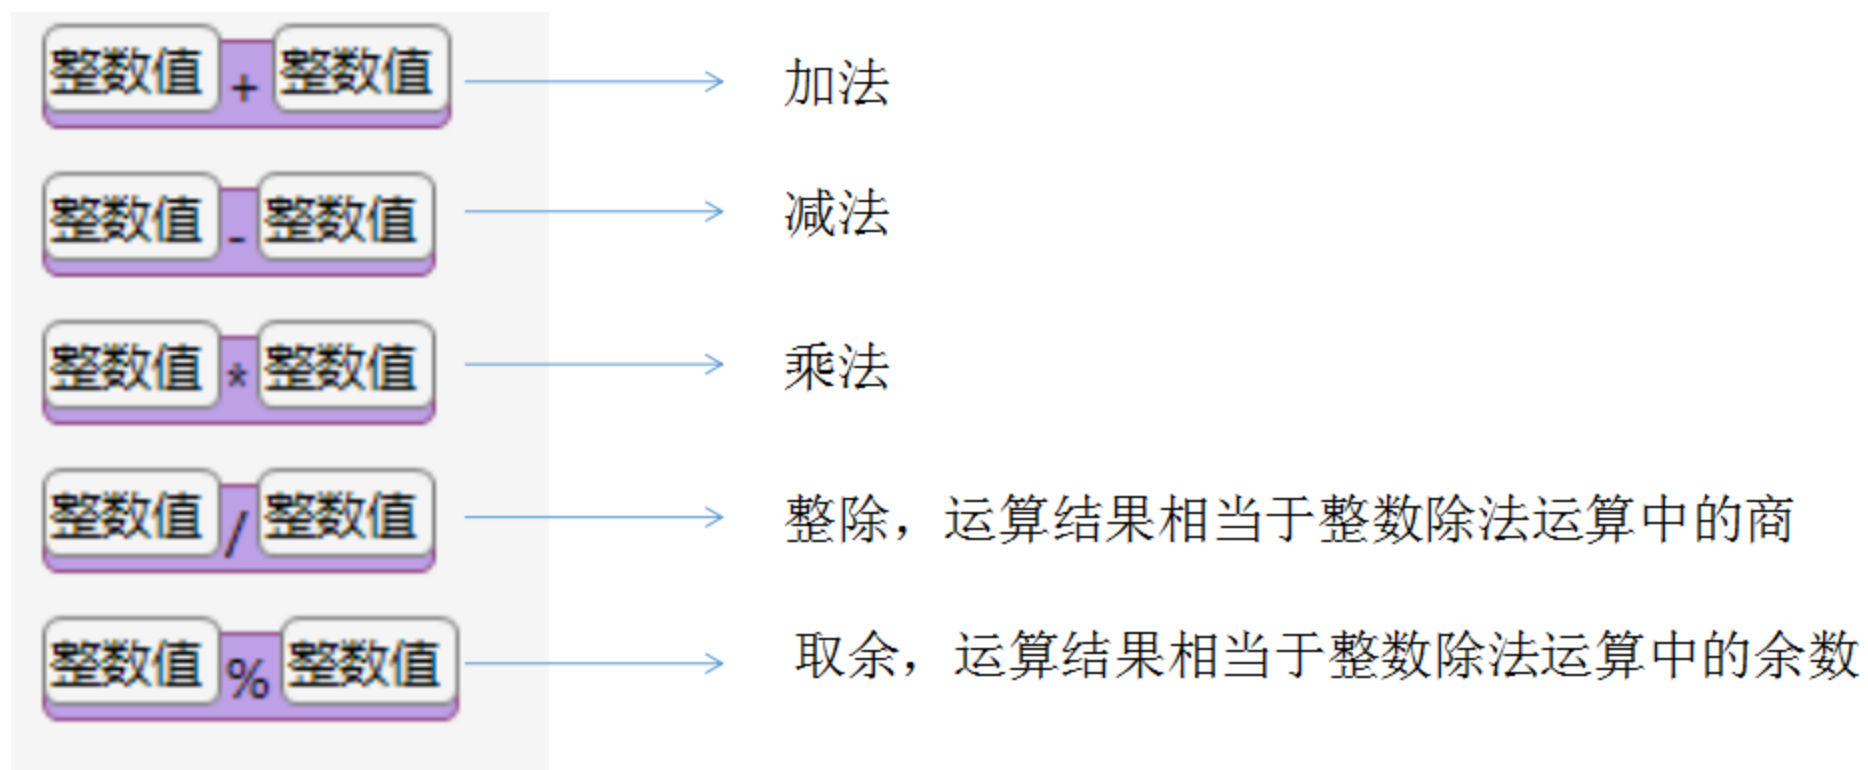 整数值 + 整数值 加法
整数值 - 整数值 减法
整数值 * 整数值 乘法
整数值 / 整数值 整除，运算结果相当于整数除法运算中的商
整数值 % 整数值 取余，运算结果相当于整数除法运算中的余数